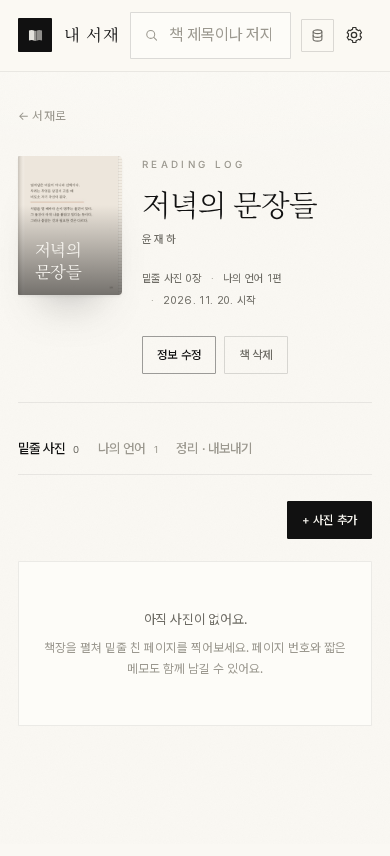 내 서재
책 제목이나 저자
← 서재로
READING LOG
저녁의 문장들
윤재하
밑줄 사진 0장 · 나의 언어 1편
· 2026. 11. 20. 시작
저녁의
문장들
정보 수정
책 삭제
밑줄 사진 0
나의 언어 1
정리 · 내보내기
+ 사진 추가
아직 사진이 없어요.
책장을 펼쳐 밑줄 친 페이지를 찍어보세요. 페이지 번호와 짧은
메모도 함께 남길 수 있어요.